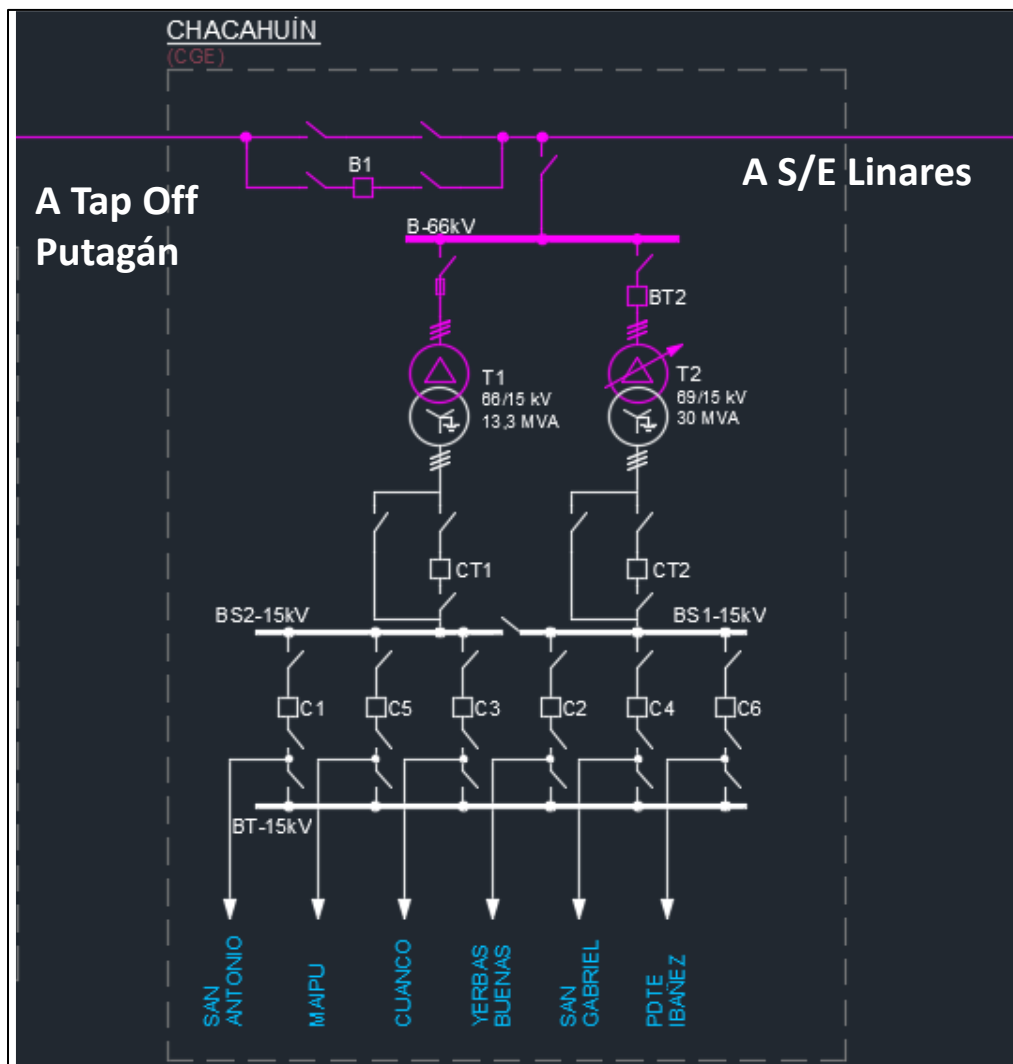 CHACAHUÍN
(CGE)
B1
A Tap Off
Putagán
A S/E Linares
B-66kV
BT2
T1
66/15 kV
13,3 MVA
T2
69/15 kV
30 MVA
CT1
CT2
BS2-15kV
BS1-15kV
C1
C5
C3
C2
C4
C6
BT-15kV
SAN
ANTONIO
MAIPU
CUANCO
YERBAS
BUENAS
SAN
GABRIEL
PDTE
IBAÑEZ